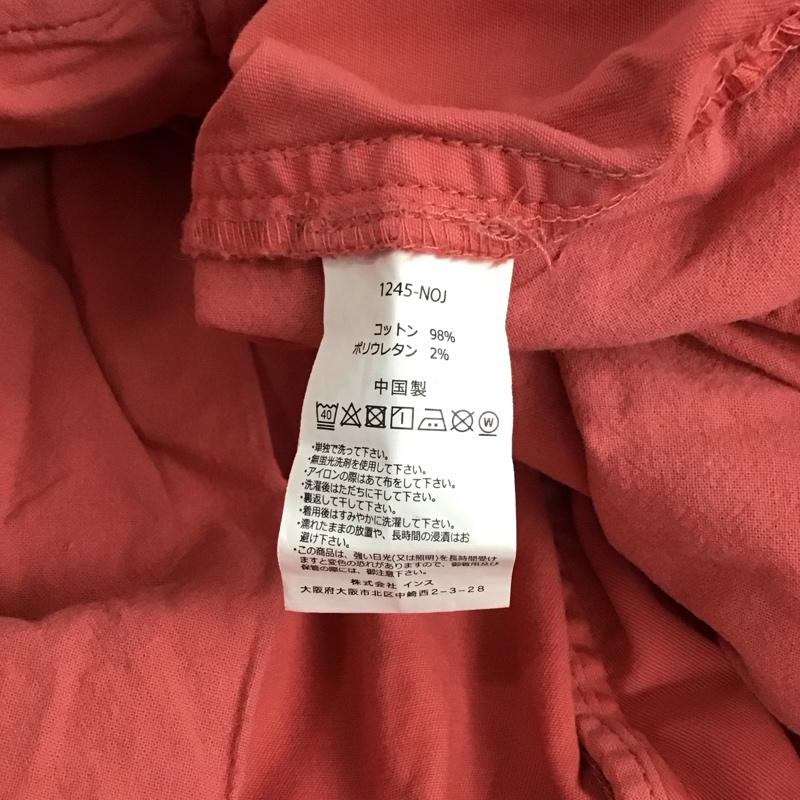 1245-NOJ
コットン 98%
ポリウレタン 2%
中国製
40 W
・単独で洗って下さい。
・無蛍光洗剤を使用して下さい。
・アイロンの際はあて布をして下さい。
・洗濯後はただちに干して下さい。
・裏返して干して下さい。
・着用後はすみやかに洗濯して下さい。
・濡れたままの放置や、長時間の浸漬はお
避け下さい。
・この商品は、強い日光(又は照明)を長時間受け
ますと変色の恐れがありますので、御着用及び
保管の際には、御注意下さい。
株式会社 インス
大阪府大阪市北区中崎西2-3-28